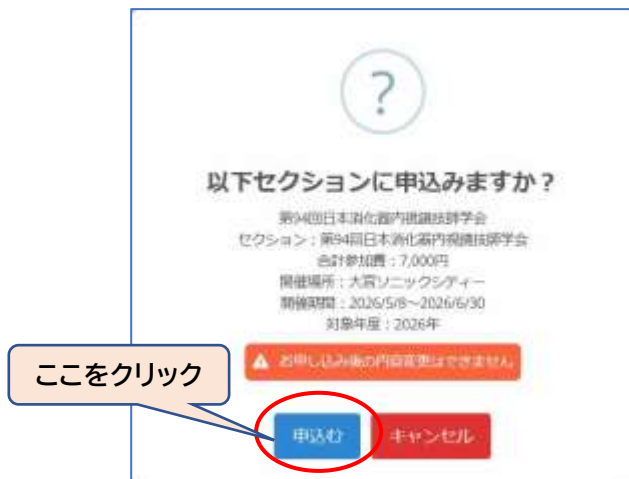 ?
以下セクションに申込みますか？
第94回日本消化器内視鏡技師学会
セクション：第94回日本消化器内視鏡技師学会
合計参加費：7,000円
開催場所：大宮ソニックシティー
開催期間：2026/5/8～2026/6/30
対象年度：2026年
お申し込み後の内容変更はできません
ここをクリック
申込む
キャンセル